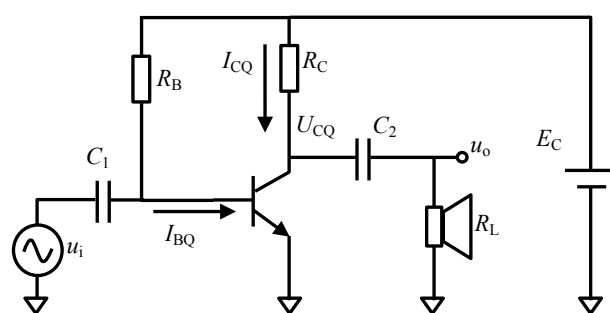 I_CQ
R_C
R_B
U_CQ
C_2
u_o
E_C
C_1
u_i
I_BQ
R_L